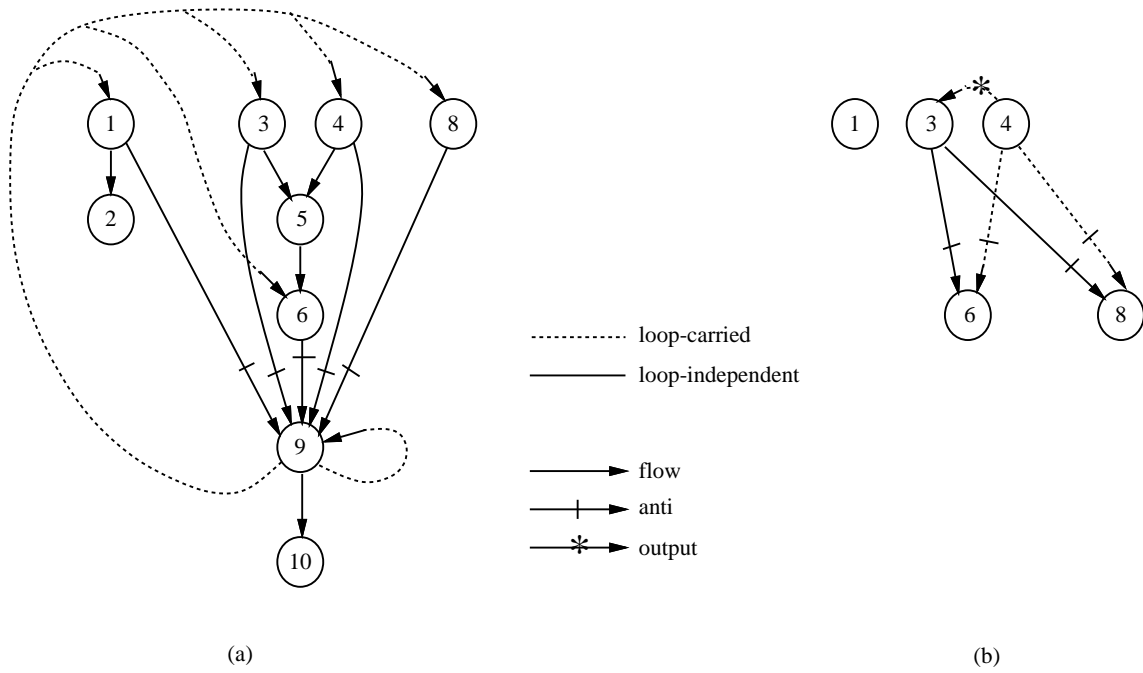 1 3 4 8
2 5
6
9
10
(a)
loop-carried
loop-independent
flow
anti
* output
1 3 * 4
6 8
(b)